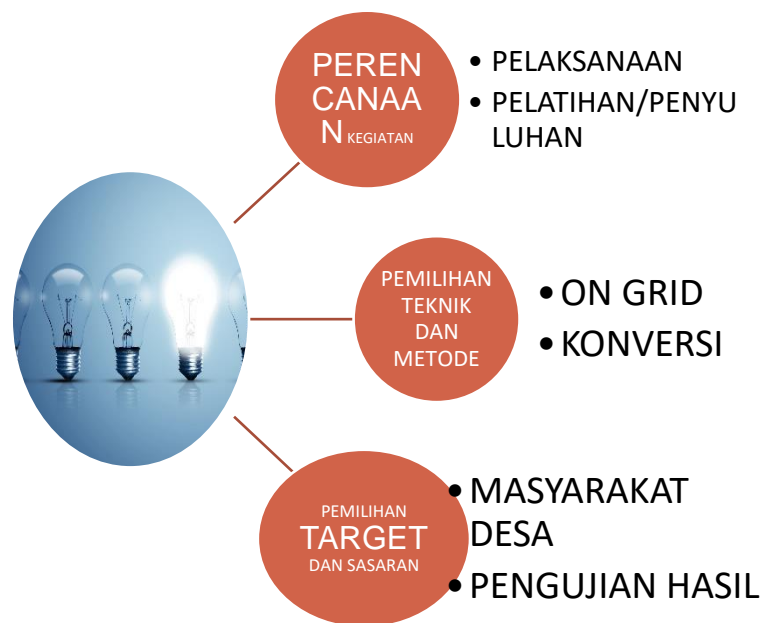 PEREN
CANAA
N KEGIATAN
• PELAKSANAAN
• PELATIHAN/PENYU
LUHAN
PEMILIHAN
TEKNIK
DAN
METODE
• ON GRID
• KONVERSI
PEMILIHAN
TARGET
DAN SASARAN
• MASYARAKAT
DESA
• PENGUJIAN HASIL